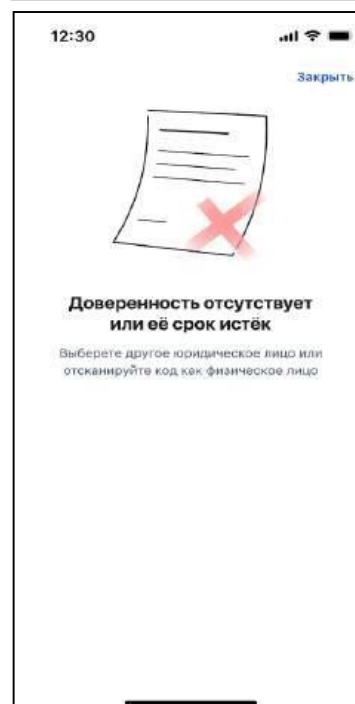 12:30
Закрыть
Доверенность отсутствует
или её срок истёк
Выберете другое юридическое лицо или
отсканируйте код как физическое лицо